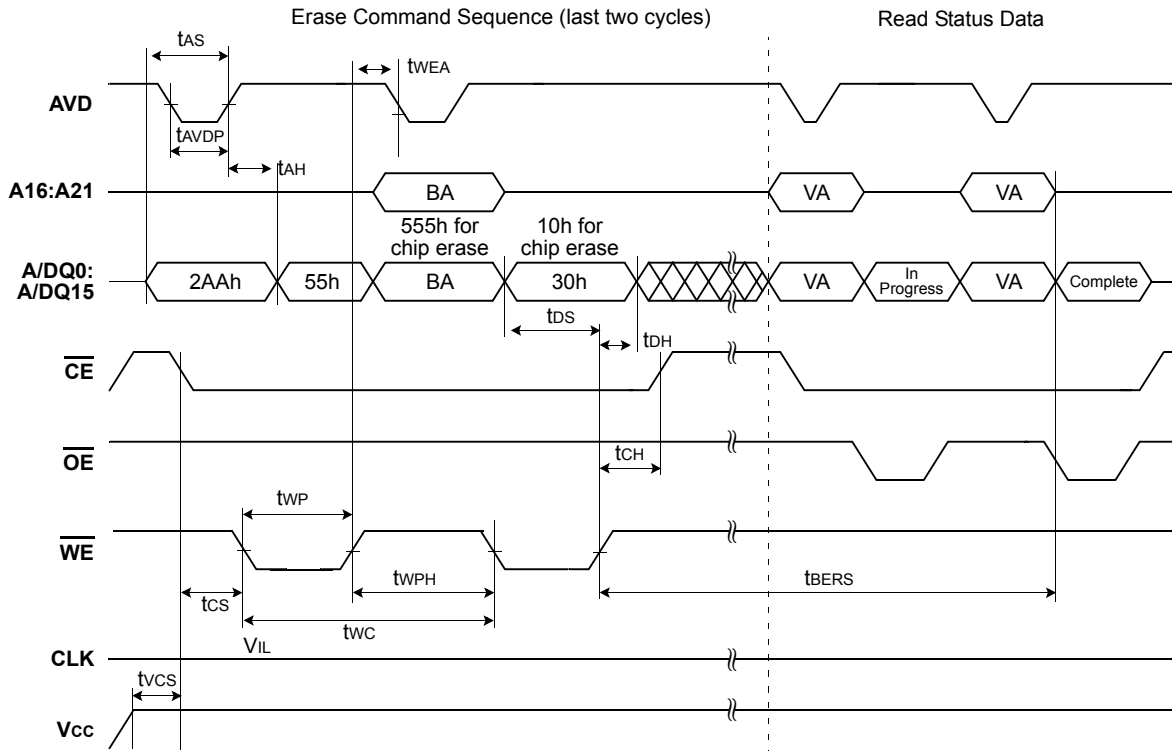 Erase Command Sequence (last two cycles)
Read Status Data
tAS
tWEA
AVD
tAVDP
tAH
A16:A21
BA
VA
VA
555h for
chip erase
10h for
chip erase
A/DQ0:
A/DQ15
2AAh
55h
BA
30h
VA
In
Progress
VA
Complete
tDS
tDH
CE
OE
tCH
tWP
WE
tWPH
tBERS
tCS
tWC
VIL
CLK
tVCS
Vcc